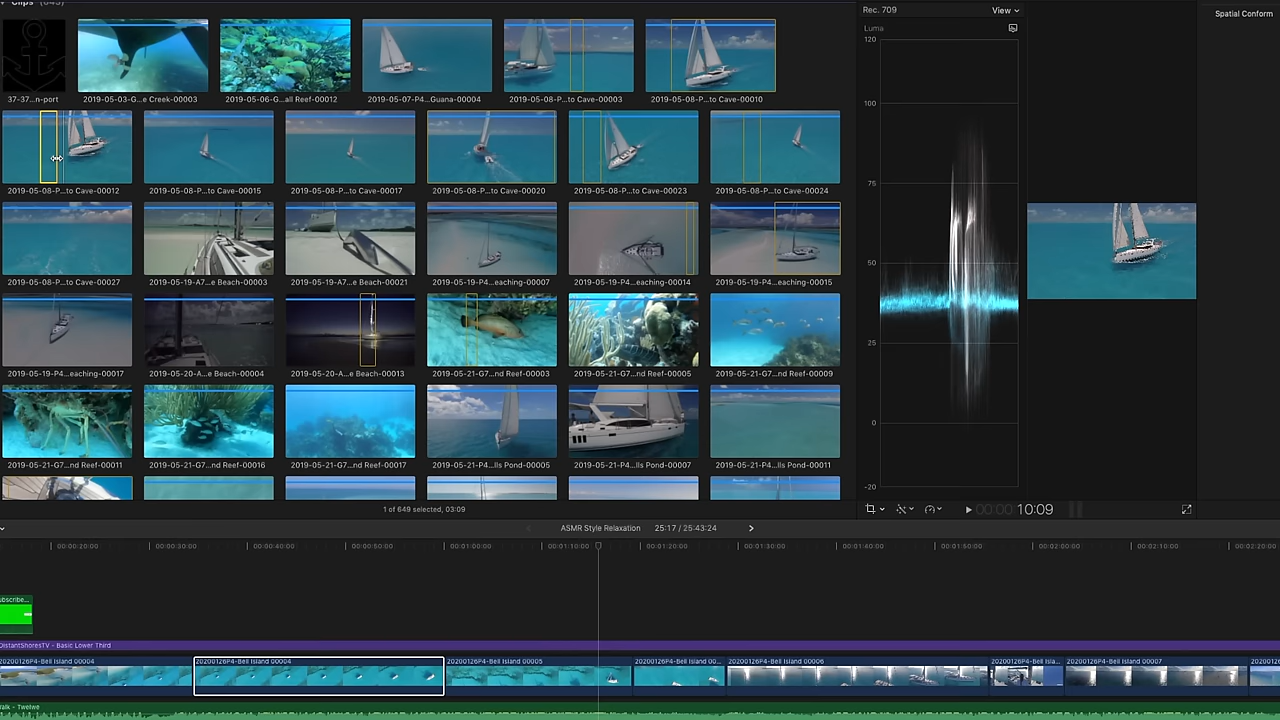 Clips (643)
Rec. 709
View
Spatial Conform
Luma
120
100
75
50
25
0
-20
37-37...n-port
2019-05-03-G...e Creek-00003
2019-05-06-G...all Reef-00012
2019-05-07-P4...Guana-00004
2019-05-08-P...to Cave-00003
2019-05-08-P...to Cave-00010
2019-05-08-P...to Cave-00012
2019-05-08-P...to Cave-00015
2019-05-08-P...to Cave-00017
2019-05-08-P...to Cave-00020
2019-05-08-P...to Cave-00023
2019-05-08-P...to Cave-00024
2019-05-08-P...to Cave-00027
2019-05-19-A7...e Beach-00003
2019-05-19-A7...e Beach-00021
2019-05-19-P4...eaching-00007
2019-05-19-P4...eaching-00014
2019-05-19-P4...eaching-00015
2019-05-19-P4...eaching-00017
2019-05-20-A...e Beach-00004
2019-05-20-A...e Beach-00013
2019-05-21-G7...nd Reef-00003
2019-05-21-G7...nd Reef-00005
2019-05-21-G7...nd Reef-00009
2019-05-21-G7...nd Reef-00011
2019-05-21-G7...nd Reef-00016
2019-05-21-G7...nd Reef-00017
2019-05-21-P4...lls Pond-00005
2019-05-21-P4...lls Pond-00007
2019-05-21-P4...lls Pond-00011
1 of 649 selected, 03:09
00:00 10:09
ASMR Style Relaxation 25:17 / 25:43:24
00:00:20:00 00:00:30:00 00:00:40:00 00:00:50:00 00:01:00:00 00:01:10:00 00:01:20:00 00:01:30:00 00:01:40:00 00:01:50:00 00:02:00:00 00:02:10:00 00:02:20:00
ubscribe...
DistantShoresTV - Basic Lower Third
20200126P4-Bell Island 00004 20200126P4-Bell Island 00004 20200126P4-Bell Island 00005 20200126P4-Bell Island 00... 20200126P4-Bell Island 00006 20200126P4-Bell Isla... 20200126P4-Bell Island 00007 2020012
alk - Twelwe